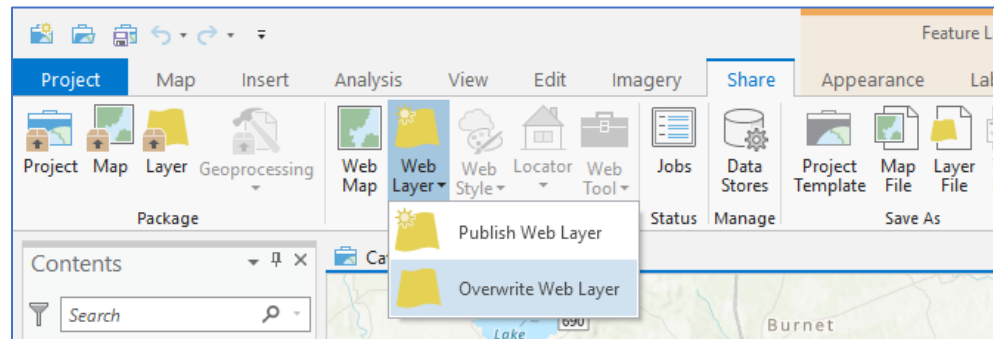 Feature L
Project Map Insert Analysis View Edit Imagery Share Appearance La
Project Map Layer Geoprocessing Web Map Web Layer Web Style Locator Web Tool Jobs Data Stores Project Template Map File Layer File
Package Status Manage Save As
Publish Web Layer
Contents Ca
Overwrite Web Layer
Search 690 Burnet
Lake